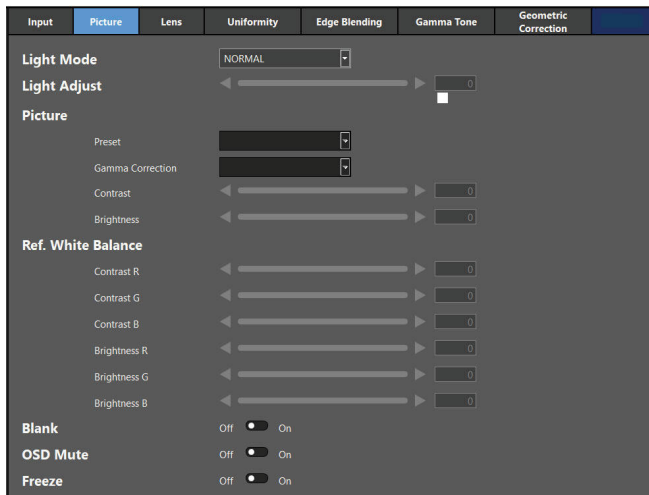 Input Picture Lens Uniformity Edge Blending Gamma Tone Geometric Correction
Light Mode NORMAL
Light Adjust 0
Picture
Preset
Gamma Correction
Contrast 0
Brightness 0
Ref. White Balance
Contrast R 0
Contrast G 0
Contrast B 0
Brightness R 0
Brightness G 0
Brightness B 0
Blank Off On
OSD Mute Off On
Freeze Off On